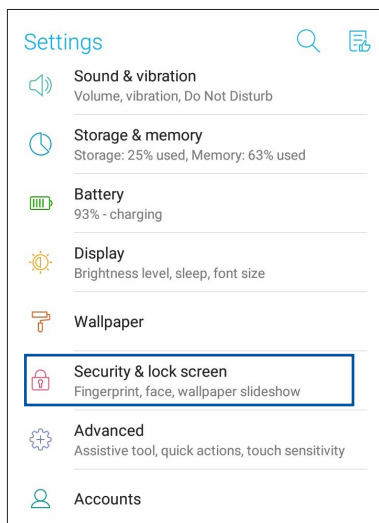 Settings
Sound & vibration
Volume, vibration, Do Not Disturb
Storage & memory
Storage: 25% used, Memory: 63% used
Battery
93% - charging
Display
Brightness level, sleep, font size
Wallpaper
Security & lock screen
Fingerprint, face, wallpaper slideshow
Advanced
Assistive tool, quick actions, touch sensitivity
Accounts